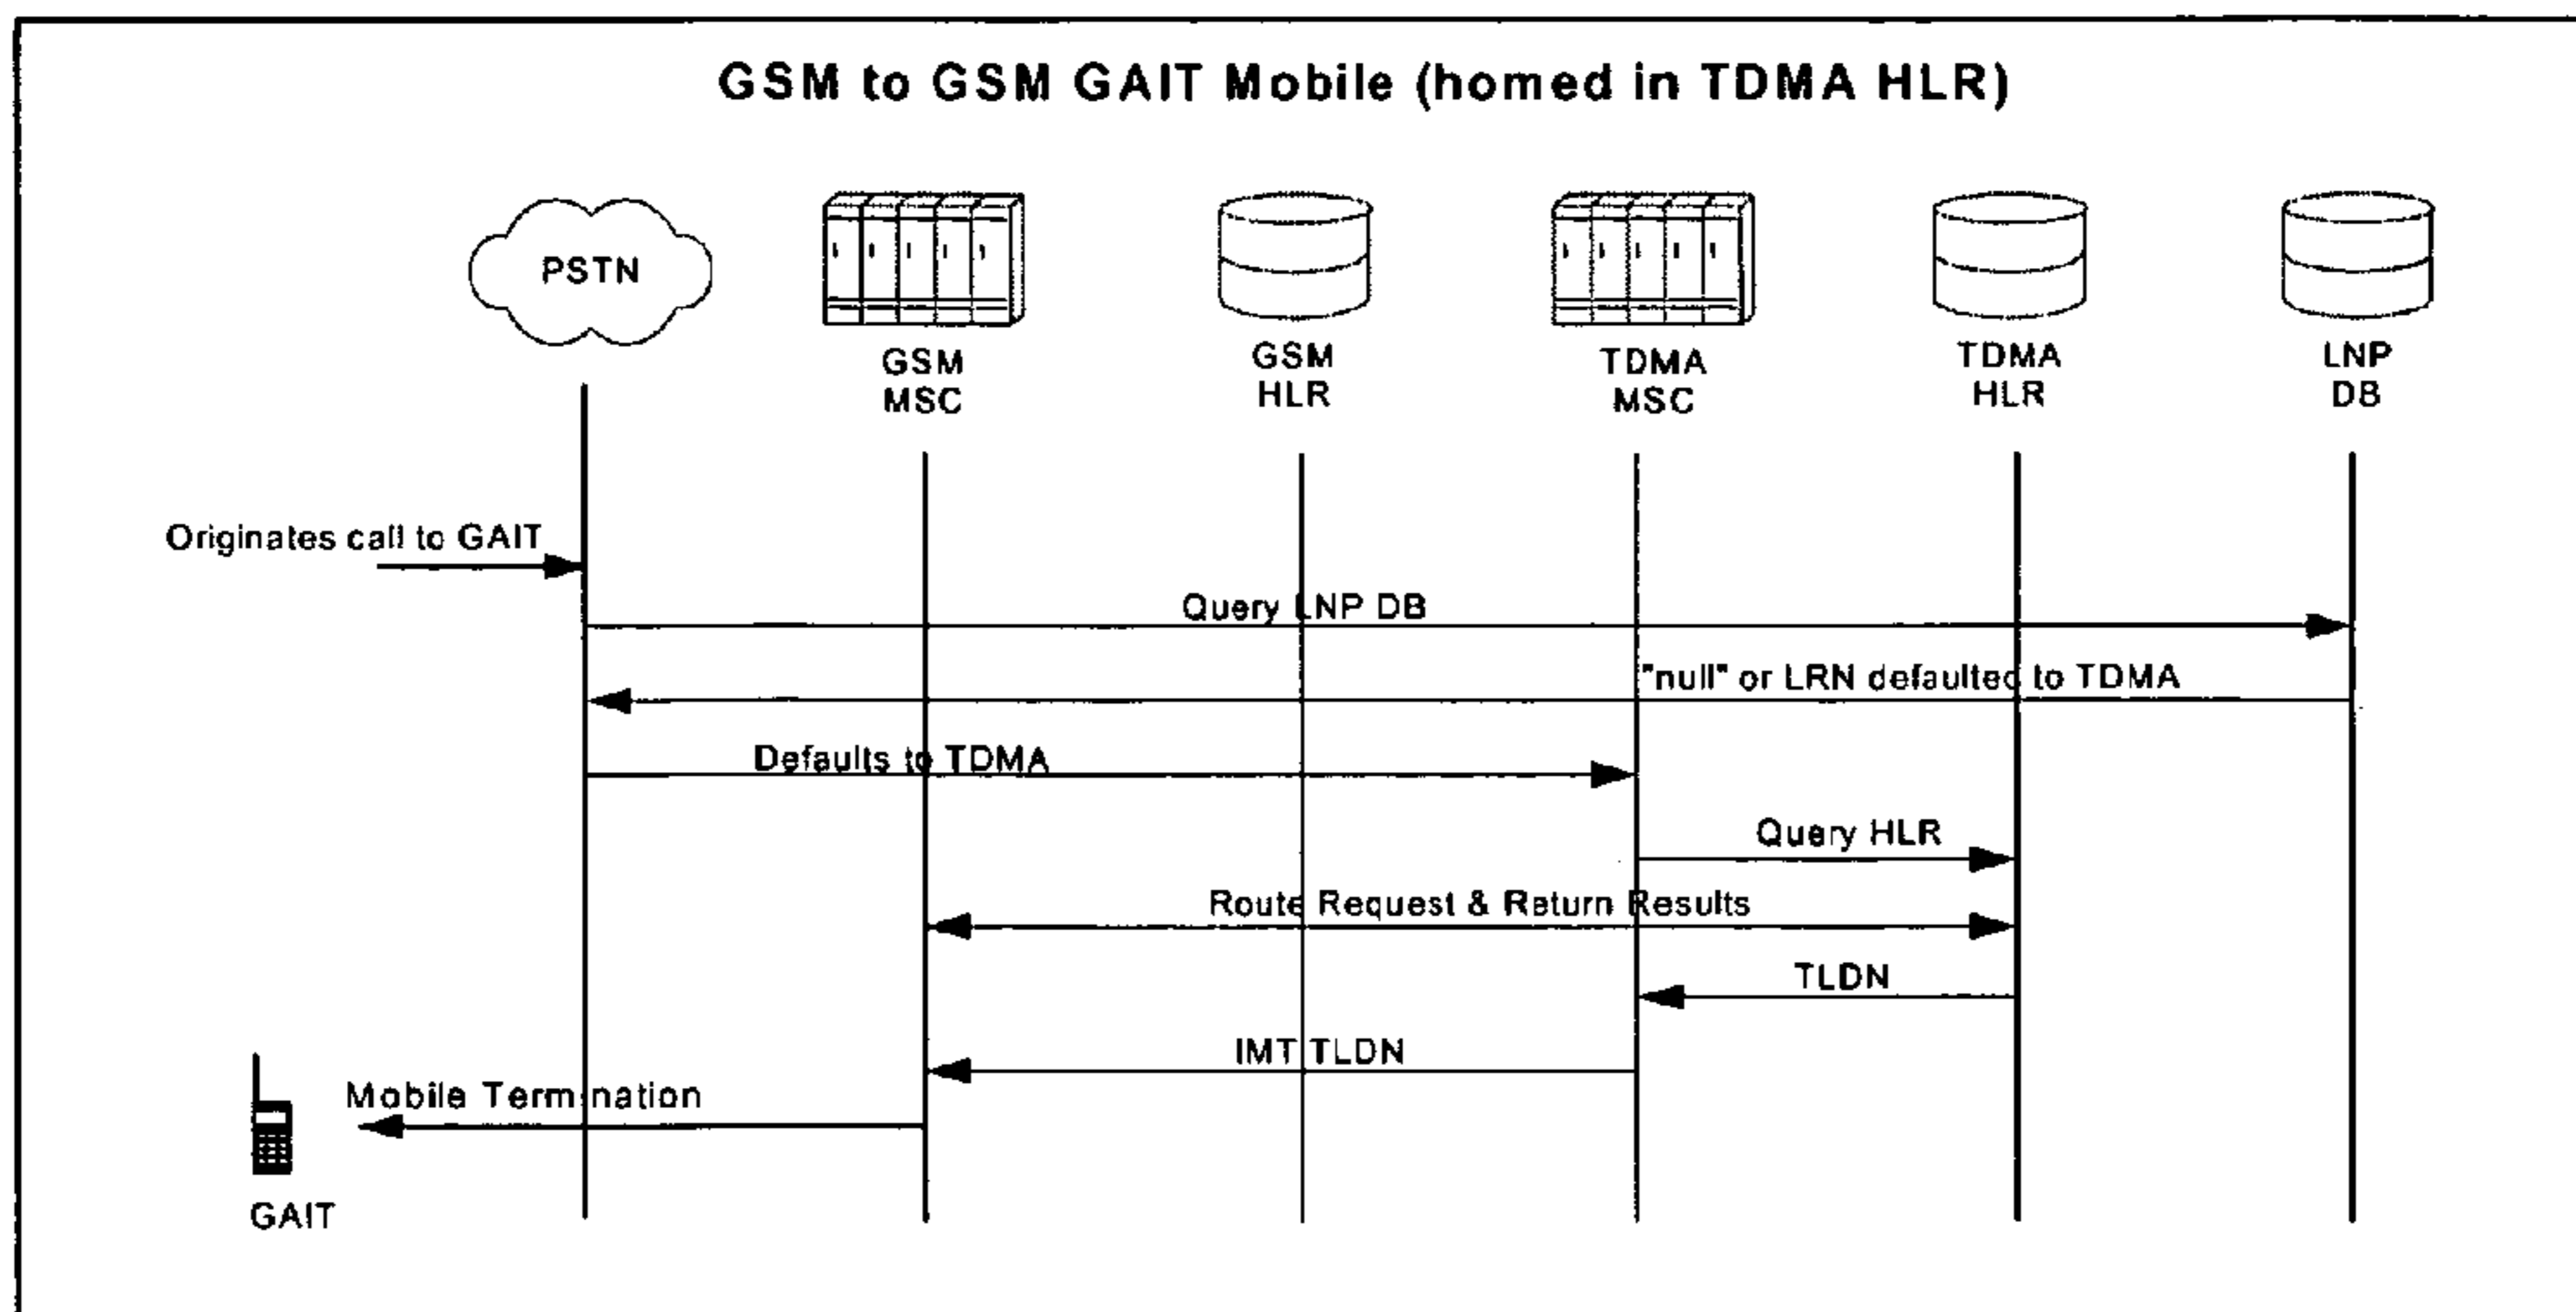 GSM to GSM GAIT Mobile (homed in TDMA HLR)
PSTN
GSM
MSC
GSM
HLR
TDMA
MSC
TDMA
HLR
LNP
DB
Originates call to GAIT
Query LNP DB
"null" or LRN defaulted to TDMA
Defaults to TDMA
Query HLR
Route Request & Return Results
TLDN
IMT TLDN
Mobile Termination
GAIT